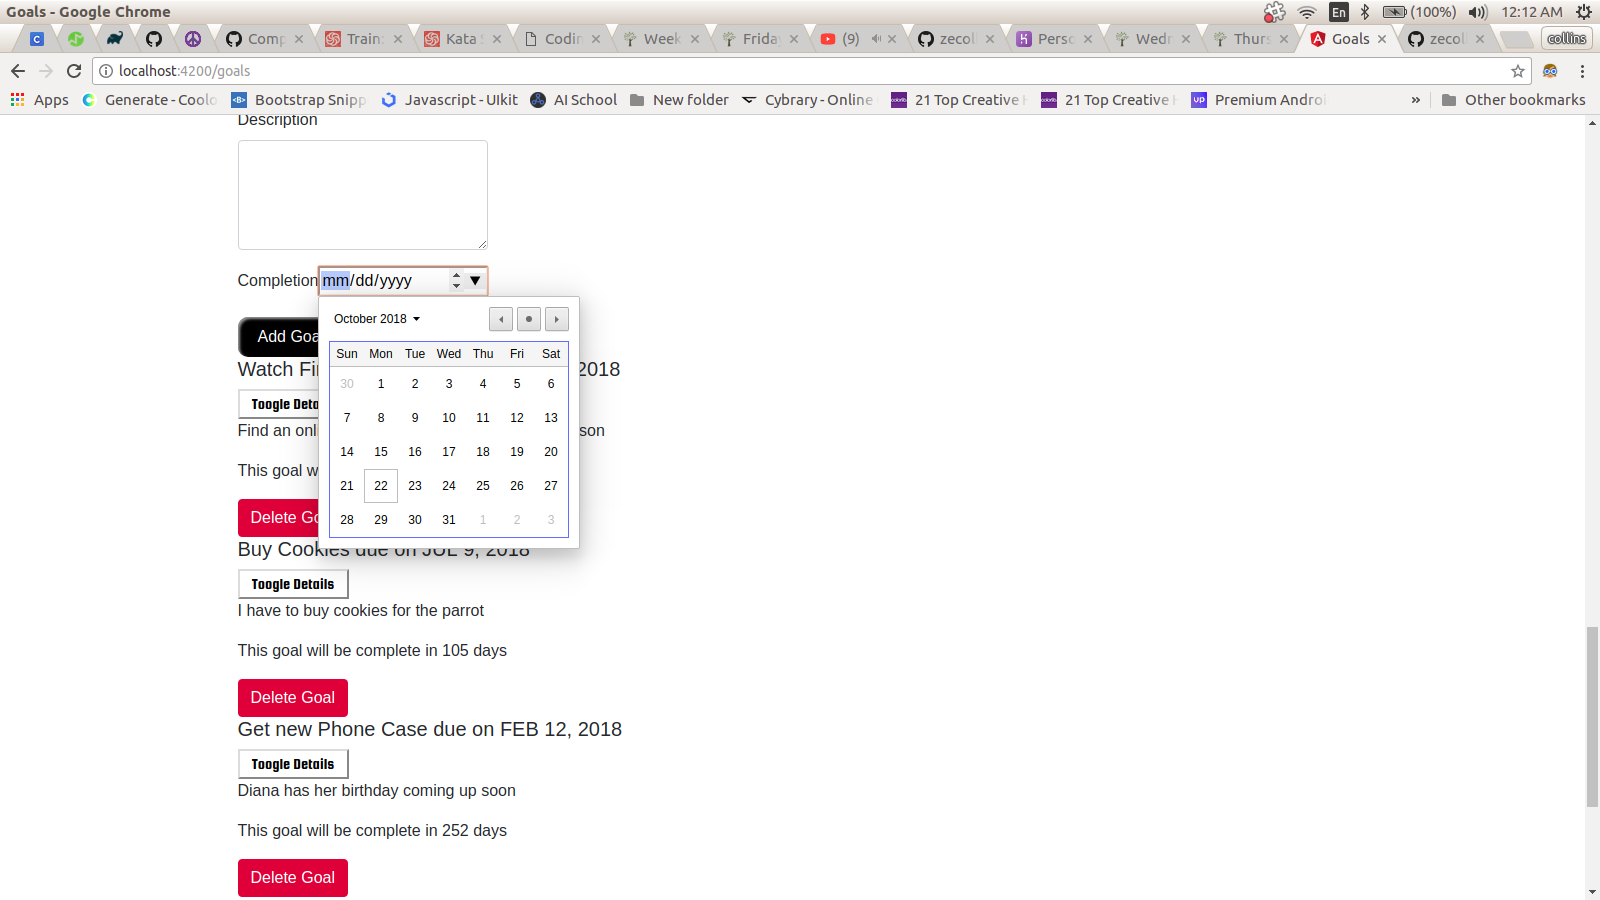 Goals - Google Chrome
En (100%) 12:12 AM
Comp Train Kata Codin Week Friday (9) zecol Perso Wedn Thurs Goals zecol collins
localhost:4200/goals
Apps Generate - Coolo Bootstrap Snipp Javascript - UIkit AI School New folder Cybrary - Online 21 Top Creative 21 Top Creative Premium Androi » Other bookmarks
Description
Completion mm/dd/yyyy
October 2018
Sun Mon Tue Wed Thu Fri Sat
30 1 2 3 4 5 6
7 8 9 10 11 12 13
14 15 16 17 18 19 20
21 22 23 24 25 26 27
28 29 30 31 1 2 3
Add Goa
Watch Fi 2018
Toogle Deta
Find an onl son
This goal w
Delete Go
Buy Cookies due on JUL 9, 2018
Toogle Details
I have to buy cookies for the parrot
This goal will be complete in 105 days
Delete Goal
Get new Phone Case due on FEB 12, 2018
Toogle Details
Diana has her birthday coming up soon
This goal will be complete in 252 days
Delete Goal